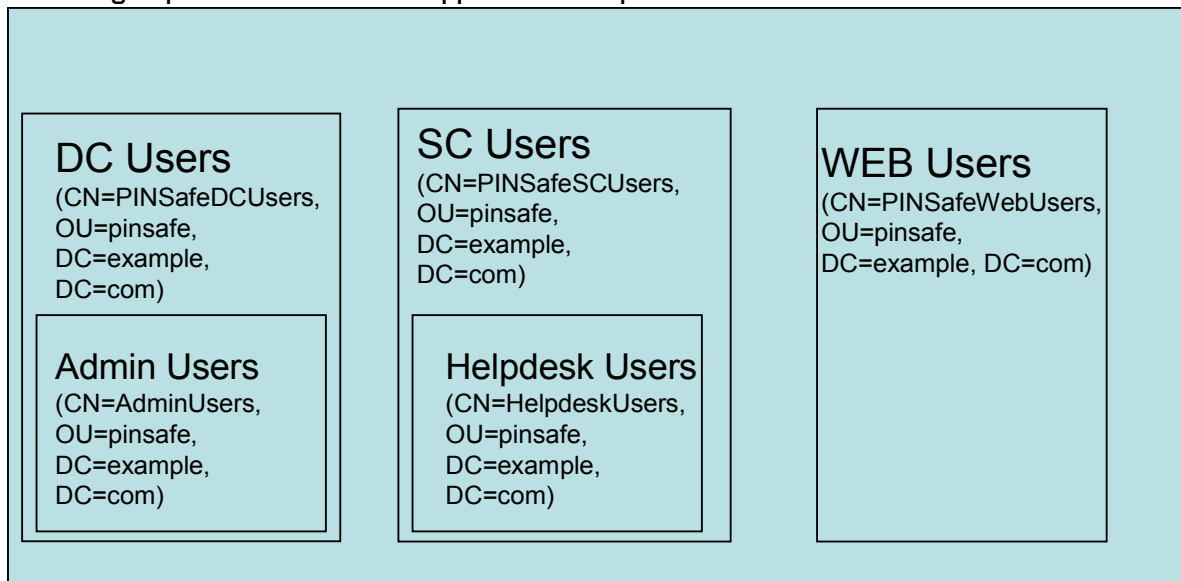 DC Users
(CN=PINSafeDCUsers,
OU=pinsafe,
DC=example,
DC=com)
Admin Users
(CN=AdminUsers,
OU=pinsafe,
DC=example,
DC=com)
SC Users
(CN=PINSafeSCUsers,
OU=pinsafe,
DC=example,
DC=com)
Helpdesk Users
(CN=HelpdeskUsers,
OU=pinsafe,
DC=example,
DC=com)
WEB Users
(CN=PINSafeWebUsers,
OU=pinsafe,
DC=example, DC=com)